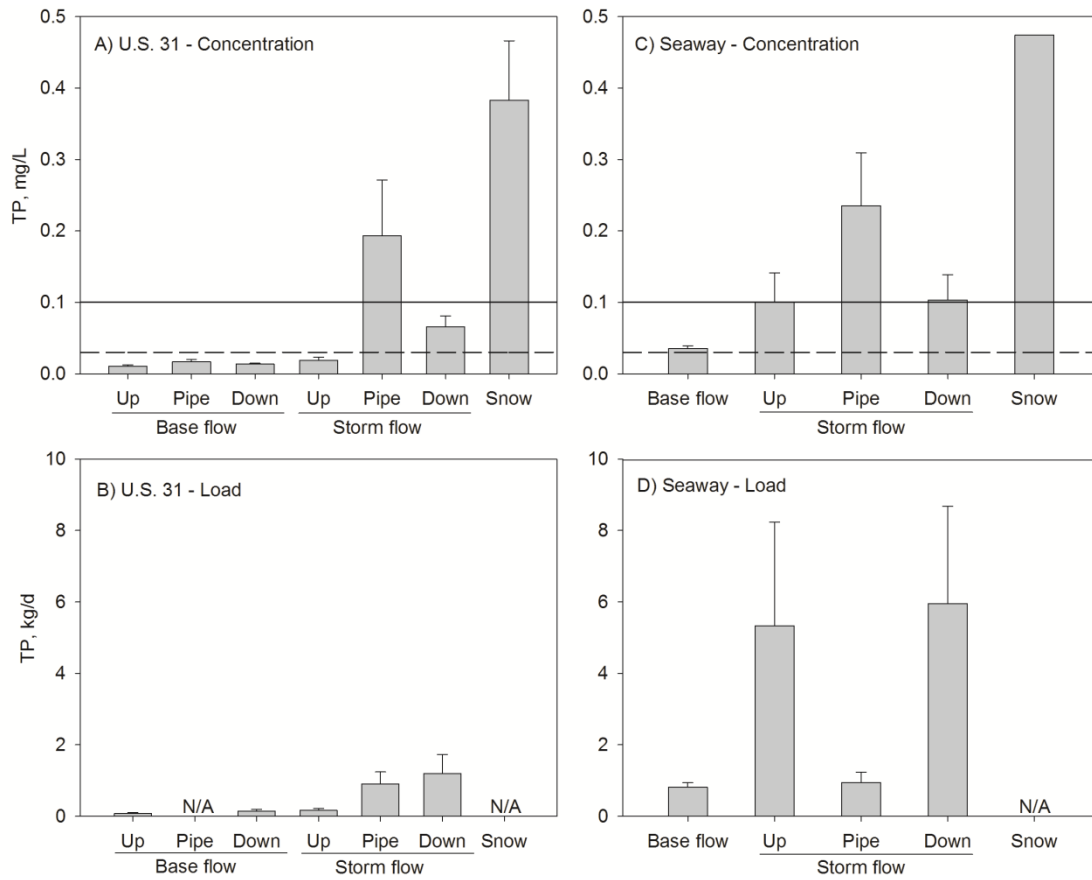 A) U.S. 31 - Concentration
TP, mg/L
0.5
0.4
0.3
0.2
0.1
0.0
Up Pipe Down Up Pipe Down Snow
Base flow Storm flow
C) Seaway - Concentration
0.5
0.4
0.3
0.2
0.1
0.0
Base flow Up Pipe Down Snow
Storm flow
B) U.S. 31 - Load
TP, kg/d
10
8
6
4
2
0
N/A N/A
Up Pipe Down Up Pipe Down Snow
Base flow Storm flow
D) Seaway - Load
10
8
6
4
2
0
N/A
Base flow Up Pipe Down Snow
Storm flow